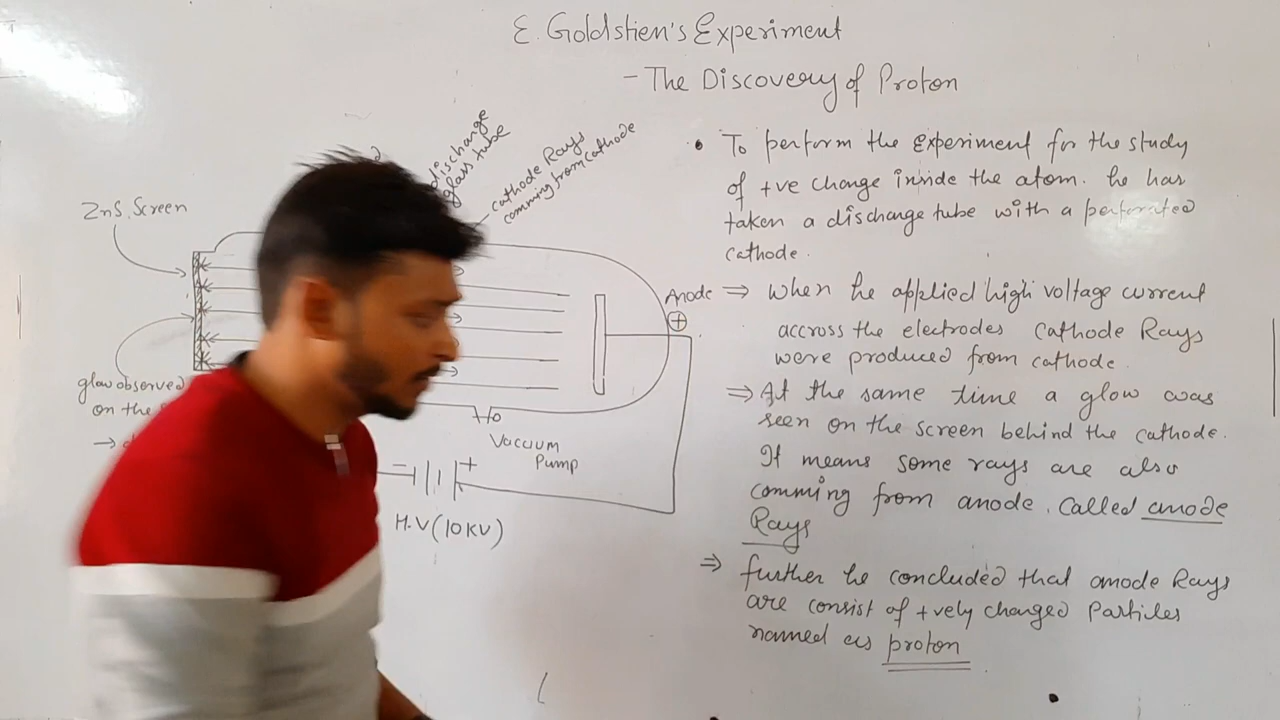 E. Goldstien's Experiment
- The Discovery of Proton
discharge
glass tube
cathode Rays
comming from cathode
ZnS. Screen
• To perform the Experiment for the study
of +ve change inside the atom. he has
taken a discharge tube with a perforated
cathode.
Anode
+
⇒ when he applied high voltage current
accross the electrodes Cathode Rays
were produced from cathode.
glow observed
on the
→
⇒ At the same time a glow was
seen on the screen behind the cathode.
It means some rays are also
comming from anode. Called anode
Rays
Vacuum
Pump
- +
H.V (10KV)
⇒ further he concluded that anode Rays
are consist of +vely charged Particles
named as proton